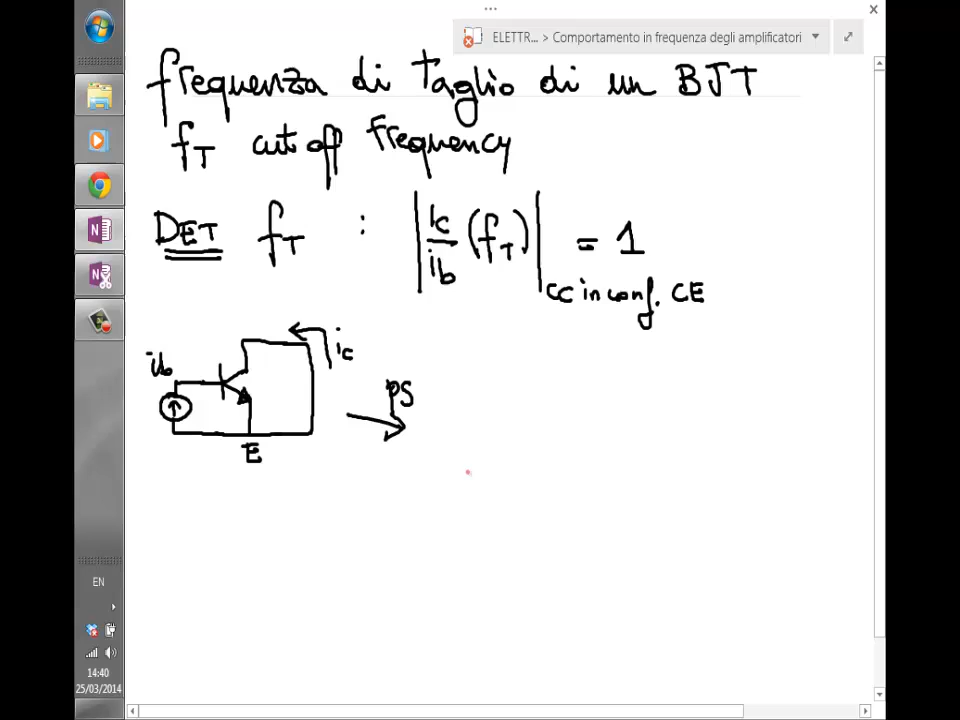 ELETTR... > Comportamento in frequenza degli amplificatori
frequenza di Taglio di un BJT
fT cut off frequency
DET fT : | ic/ib (fT) | CC in conf. CE = 1
ic
ib
PS
E
EN
14:40
25/03/2014